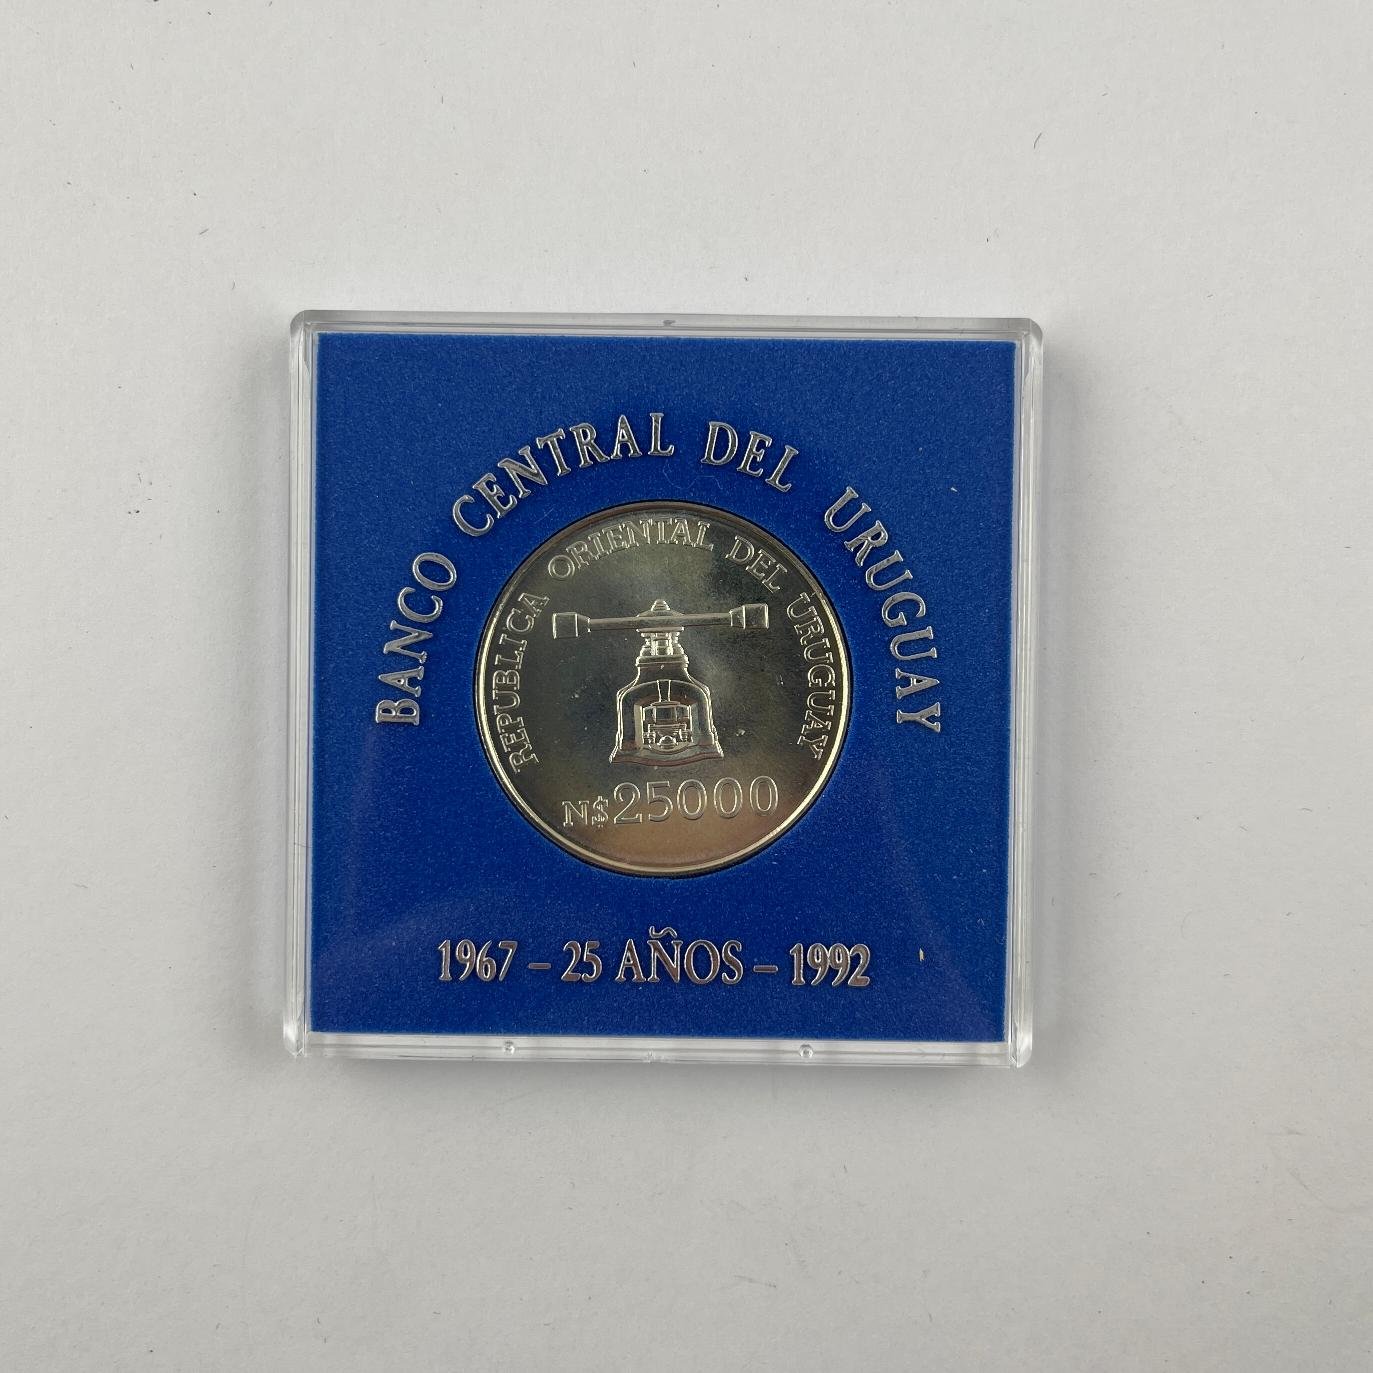 BANCO CENTRAL DEL URUGUAY
REPUBLICA ORIENTAL DEL URUGUAY
N$25000
1967 - 25 AÑOS - 1992